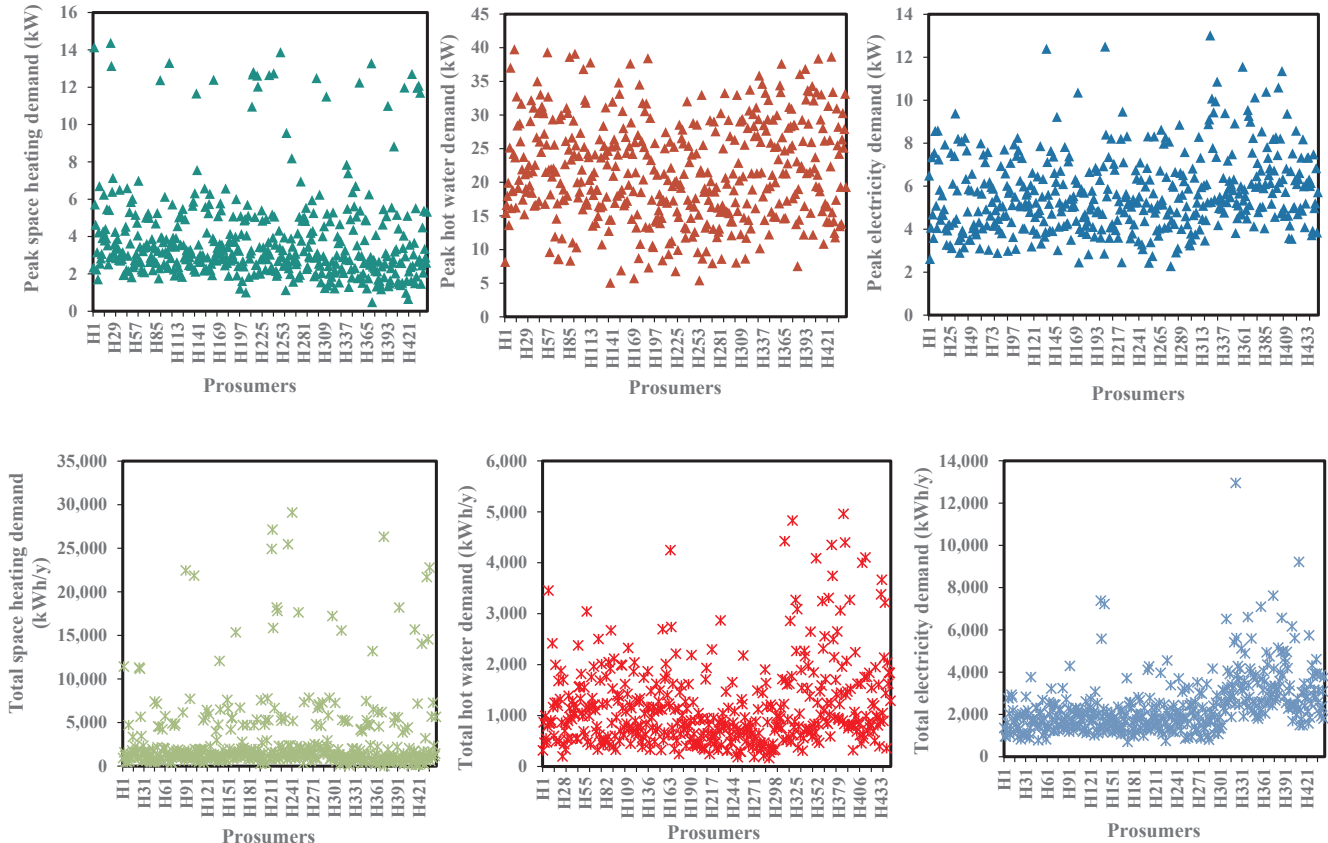 Peak space heating demand (kW)
16
14
12
10
8
6
4
2
0
H1
H29
H57
H85
H113
H141
H169
H197
H225
H253
H281
H309
H337
H365
H393
H421
Prosumers
Peak hot water demand (kW)
45
40
35
30
25
20
15
10
5
0
H1
H29
H57
H85
H113
H141
H169
H197
H225
H253
H281
H309
H337
H365
H393
H421
Prosumers
Peak electricity demand (kW)
14
12
10
8
6
4
2
0
H1
H25
H49
H73
H97
H121
H145
H169
H193
H217
H241
H265
H289
H313
H337
H361
H385
H409
H433
Prosumers
Total space heating demand
(kWh/y)
35,000
30,000
25,000
20,000
15,000
10,000
5,000
0
H1
H31
H61
H91
H121
H151
H181
H211
H241
H271
H301
H331
H361
H391
H421
Prosumers
Total hot water demand (kWh/y)
6,000
5,000
4,000
3,000
2,000
1,000
0
H1
H28
H55
H82
H109
H136
H163
H190
H217
H244
H271
H298
H325
H352
H379
H406
H433
Prosumers
Total electricity demand (kWh/y)
14,000
12,000
10,000
8,000
6,000
4,000
2,000
0
H1
H31
H61
H91
H121
H151
H181
H211
H241
H271
H301
H331
H361
H391
H421
Prosumers